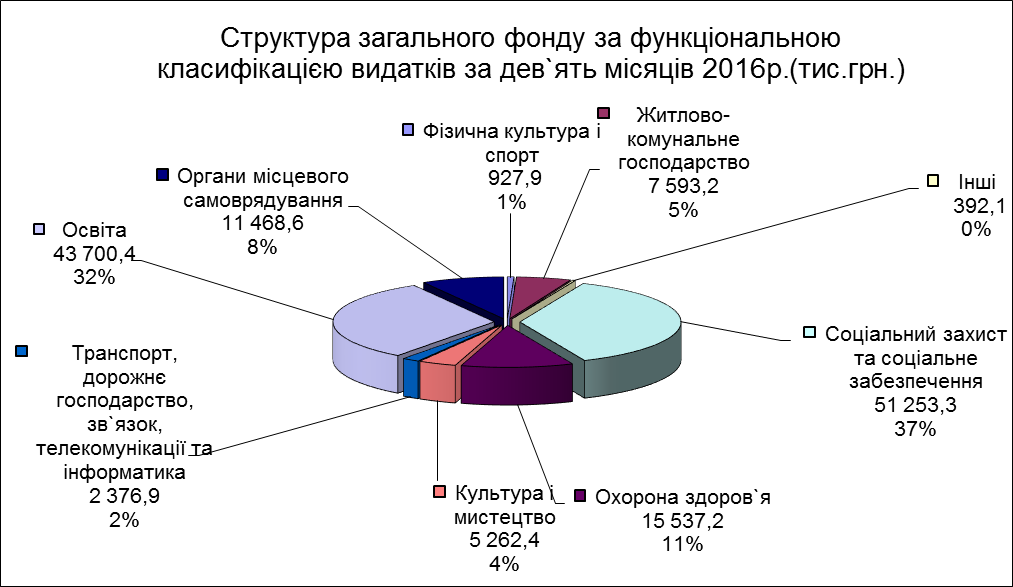 Структура загального фонду за функціональною
класифікацією видатків за дев`ять місяців 2016р.(тис.грн.)
Фізична культура і
спорт
927,9
1%
Житлово-
комунальне
господарство
7 593,2
5%
Інші
392,1
0%
Органи місцевого
самоврядування
11 468,6
8%
Освіта
43 700,4
32%
Соціальний захист
та соціальне
забезпечення
51 253,3
37%
Транспорт,
дорожнє
господарство,
зв`язок,
телекомунікації та
інформатика
2 376,9
2%
Культура і
мистецтво
5 262,4
4%
Охорона здоров`я
15 537,2
11%